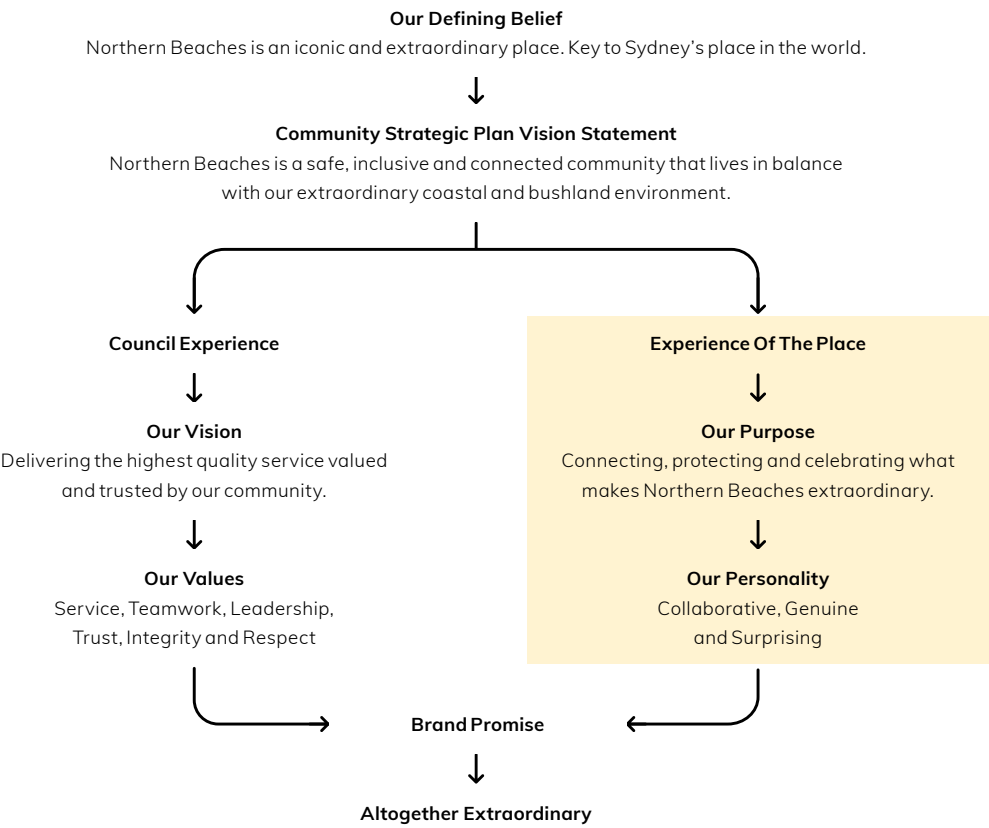 Our Defining Belief
Northern Beaches is an iconic and extraordinary place. Key to Sydney's place in the world.
Community Strategic Plan Vision Statement
Northern Beaches is a safe, inclusive and connected community that lives in balance
with our extraordinary coastal and bushland environment.
Council Experience
Our Vision
Delivering the highest quality service valued
and trusted by our community.
Our Values
Service, Teamwork, Leadership,
Trust, Integrity and Respect
Experience Of The Place
Our Purpose
Connecting, protecting and celebrating what
makes Northern Beaches extraordinary.
Our Personality
Collaborative, Genuine
and Surprising
Brand Promise
Altogether Extraordinary